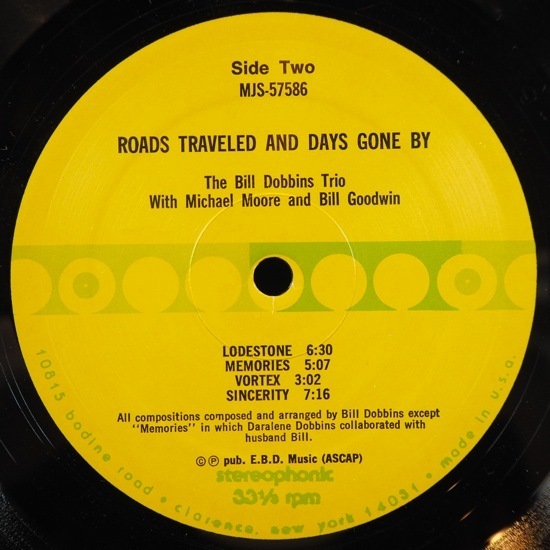 Side Two
MJS-57586
ROADS TRAVELED AND DAYS GONE BY
The Bill Dobbins Trio
With Michael Moore and Bill Goodwin
LODESTONE 6:30
MEMORIES 5:07
VORTEX 3:02
SINCERITY 7:16
All compositions composed and arranged by Bill Dobbins except
"Memories" in which Daralene Dobbins collaborated with
husband Bill.
©℗ pub. E.B.D. Music (ASCAP)
stereophonic
33⅓ rpm
10815 bodine road • clarence, new york 14031 • made in u.s.a.